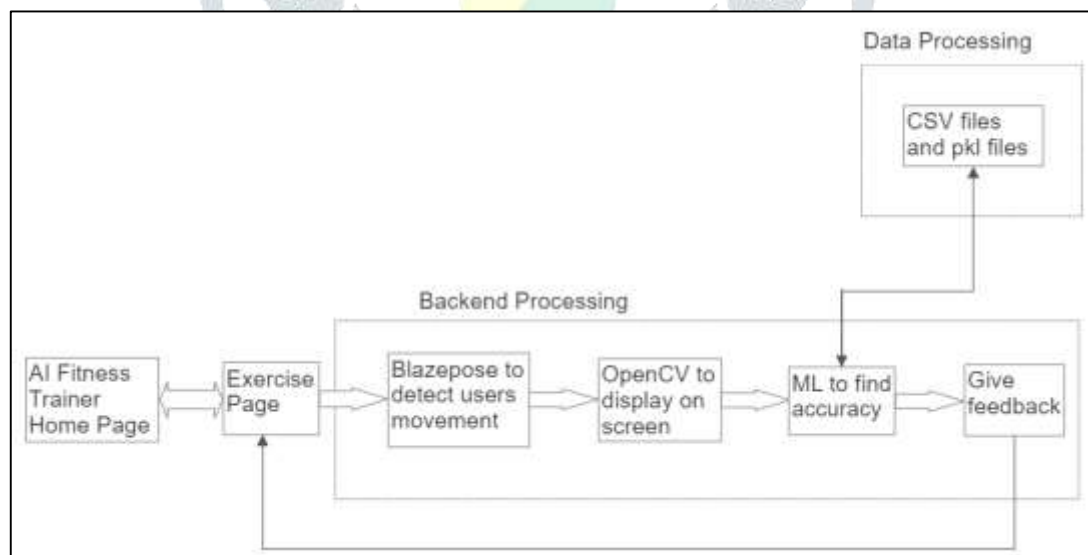 Data Processing
CSV files
and pkl files
Backend Processing
AI Fitness
Trainer
Home Page
Exercise
Page
Blazepose to
detect users
movement
OpenCV to
display on
screen
ML to find
accuracy
Give
feedback